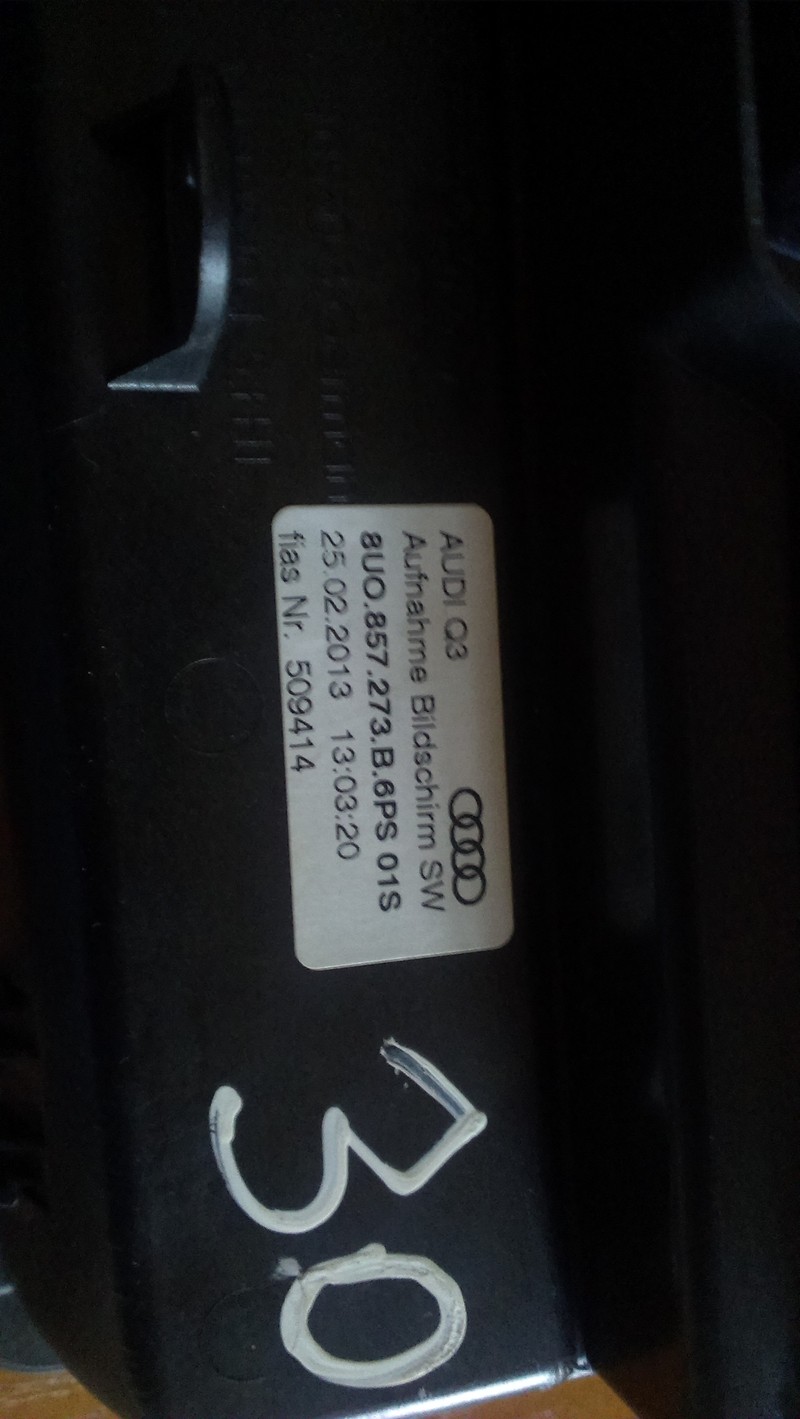 AUDI Q3
Aufnahme Bildschirm SW
8UO.857.273.B.6PS 01S
25.02.2013 13:03:20
fias Nr. 509414
30